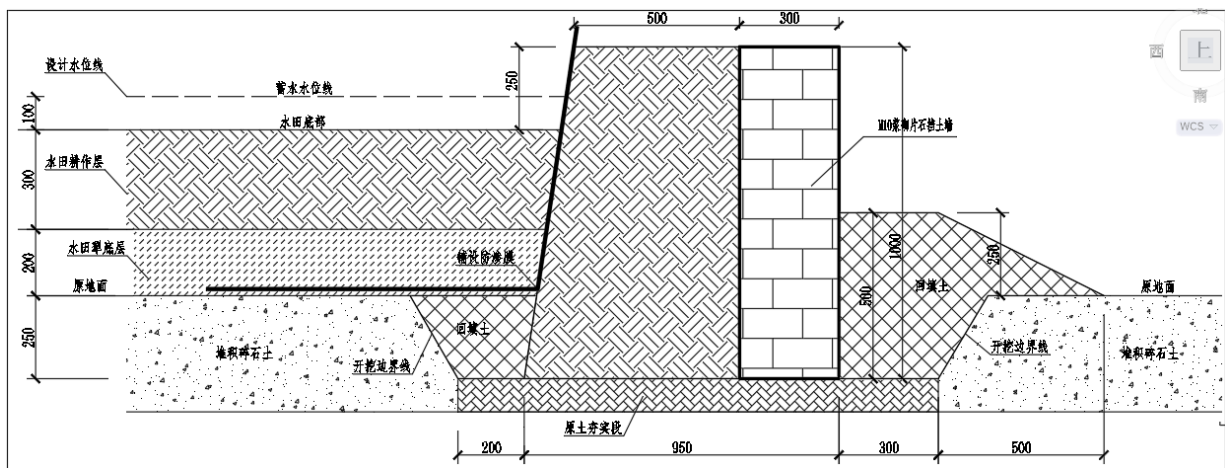 500
300
西
上
南
WCS
设计水位线
蓄水水位线
250
100
水田底部
M10浆砌片石挡土墙
水田耕作层
300
水田犁底层
铺设防渗膜
200
原地面
1000
500
250
回填土
原地面
回填土
堆积碎石土
开挖边界线
开挖边界线
堆积碎石土
250
原土夯实段
200
950
300
500